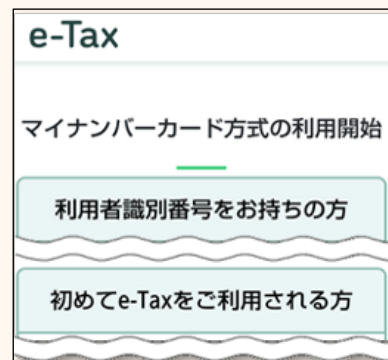 e-Tax
マイナンバーカード方式の利用開始
利用者識別番号をお持ちの方
初めてe-Taxをご利用される方